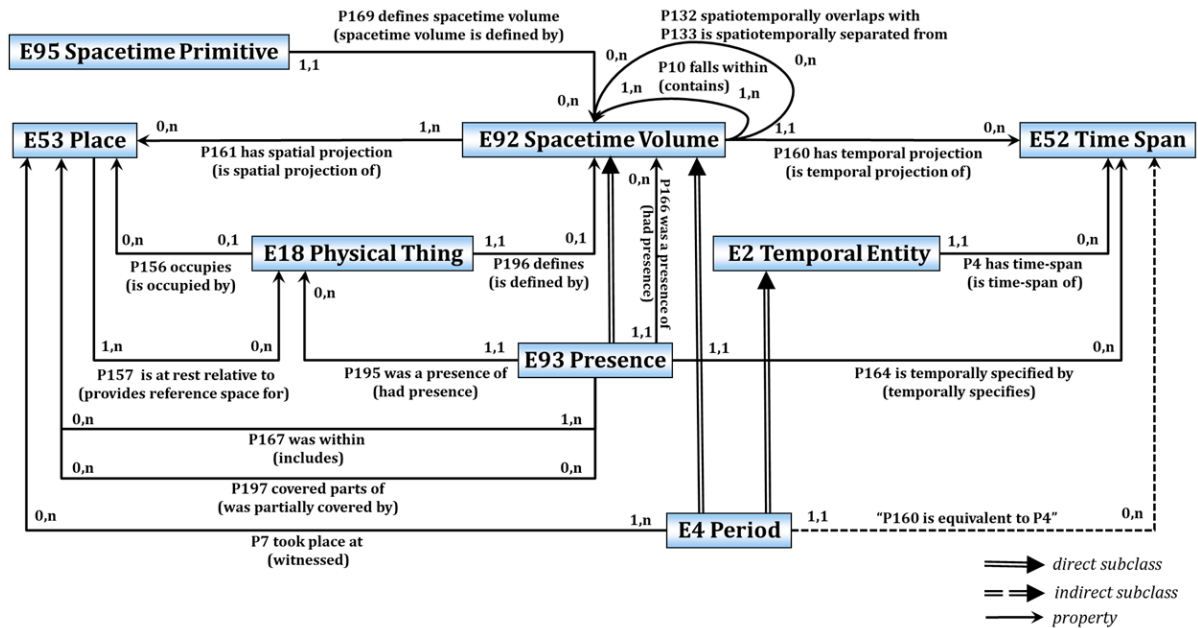 P169 defines spacetime volume
(spacetime volume is defined by)
P132 spatiotemporally overlaps with
P133 is spatiotemporally separated from
E95 Spacetime Primitive
1,1
0,n
0,n
P10 falls within
(contains)
1,n
1,n
0,n
E53 Place
0,n
1,n
E92 Spacetime Volume
1,1
0,n
E52 Time Span
P161 has spatial projection
(is spatial projection of)
P160 has temporal projection
(is temporal projection of)
0,n
P166 was a presence of
(had presence)
1,1
0,n
0,1
E18 Physical Thing
1,1
0,1
E2 Temporal Entity
1,1
0,n
P156 occupies
(is occupied by)
P196 defines
(is defined by)
P4 has time-span
(is time-span of)
0,n
1,n
0,n
1,1
E93 Presence
1,1
0,n
P157 is at rest relative to
(provides reference space for)
P195 was a presence of
(had presence)
P164 is temporally specified by
(temporally specifies)
0,n
1,n
P167 was within
(includes)
0,n
0,n
P197 covered parts of
(was partially covered by)
0,n
1,n
E4 Period
1,1
“P160 is equivalent to P4”
0,n
P7 took place at
(witnessed)
direct subclass
indirect subclass
property